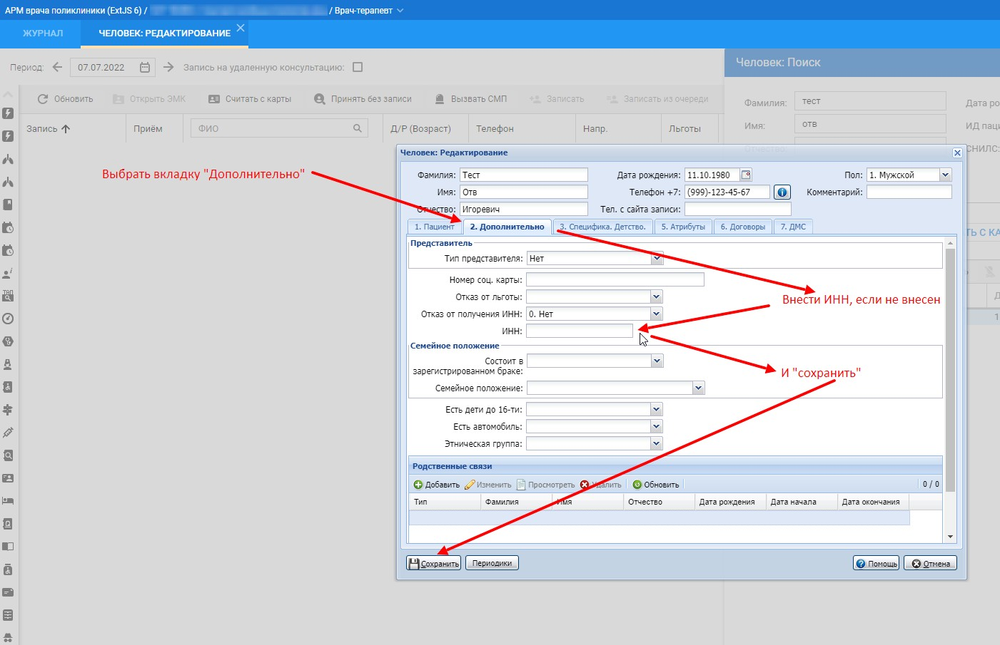 АРМ врача поликлиники (ExtJS 6) /
/ Врач-терапевт
ЖУРНАЛ
ЧЕЛОВЕК: РЕДАКТИРОВАНИЕ
Период:
07.07.2022
Запись на удаленную консультацию:
Человек: Поиск
Обновить
Открыть ЭМК
Считать с карты
Принять без записи
Вызвать СМП
Записать
Записать из очереди
Фамилия:
тест
Дата ро
Имя:
отв
ИД паци
Отчество:
СНИЛС:
Запись
Приём
ФИО
Д/Р (Возраст)
Телефон
Напр.
Льготы
ТЬ С КА
Д
1
ТАП
Выбрать вкладку "Дополнительно"
Человек: Редактирование
Фамилия:
Тест
Дата рождения:
11.10.1980
Пол:
1. Мужской
Имя:
Отв
Телефон +7:
(999)-123-45-67
Комментарий:
Отчество:
Игоревич
Тел. с сайта записи:
1. Пациент
2. Дополнительно
3. Специфика. Детство.
5. Атрибуты
6. Договоры
7. ДМС
Представитель
Тип представителя:
Нет
Номер соц. карты:
Отказ от льготы:
Отказ от получения ИНН:
0. Нет
ИНН:
Внести ИНН, если не внесен
Семейное положение
Состоит в
зарегистрированном браке:
И "сохранить"
Семейное положение:
Есть дети до 16-ти:
Есть автомобиль:
Этническая группа:
Родственные связи
Добавить
Изменить
Просмотреть
Удалить
Обновить
0 / 0
Тип
Фамилия
Имя
Отчество
Дата рождения
Дата начала
Дата окончания
Сохранить
Периодики
Помощь
Отмена